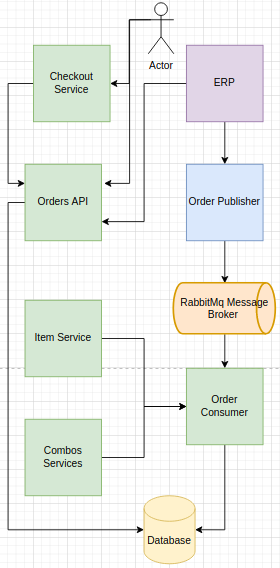 Actor
Checkout
Service
ERP
Orders API
Order Publisher
RabbitMq Message
Broker
Item Service
Order
Consumer
Combos
Services
Database